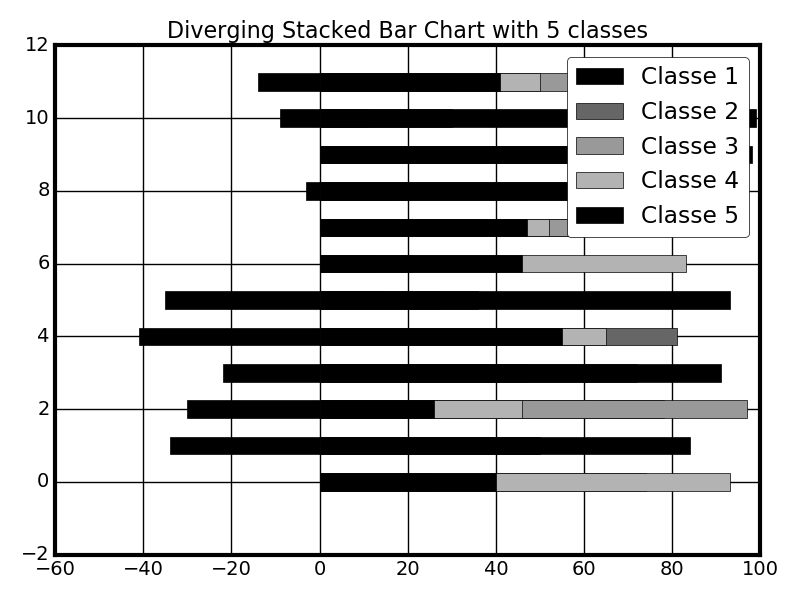 Diverging Stacked Bar Chart with 5 classes
12
10
8
6
4
2
0
−2
−60 −40 −20 0 20 40 60 80 100
Classe 1
Classe 2
Classe 3
Classe 4
Classe 5